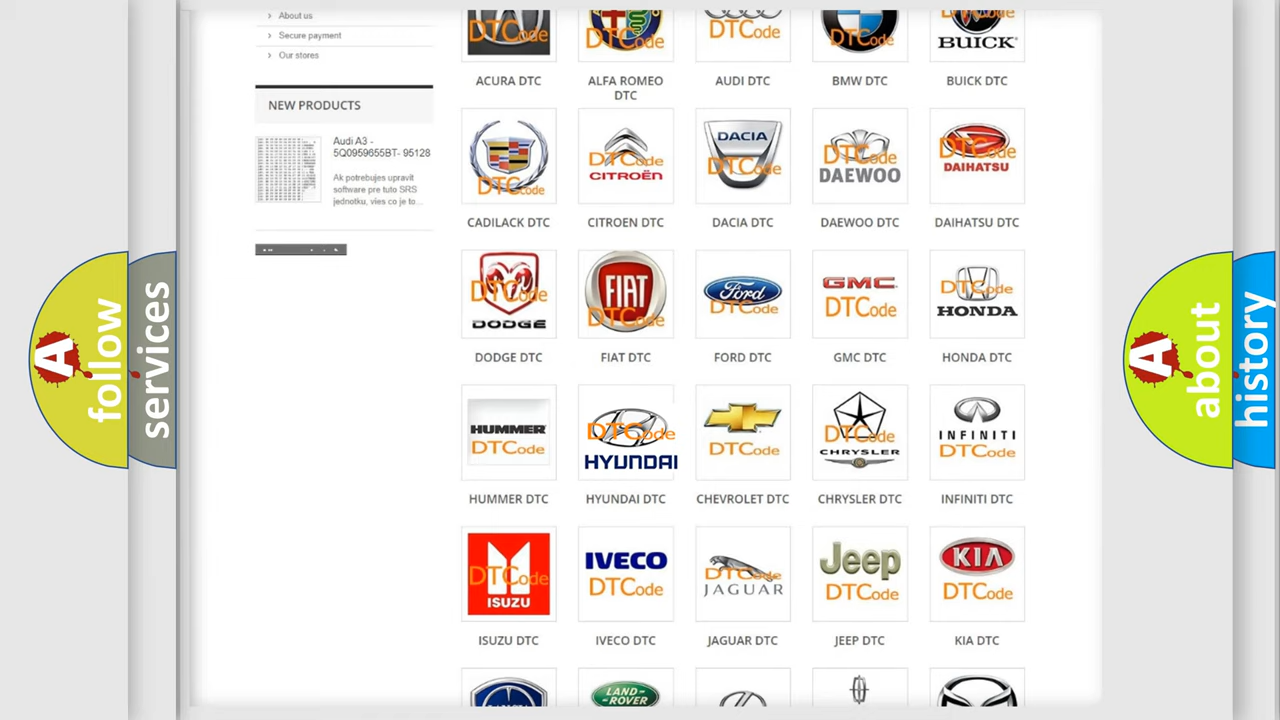 About us
Secure payment
Our stores
NEW PRODUCTS
Audi A3 -
5Q0959655BT- 95128
Ak potrebujes upravit
software pre tuto SRS
jednotku, vies co je to...
DTCode
DTCode
DTCode
DTCode
DTCode
BUICK
ACURA DTC
ALFA ROMEO
DTC
AUDI DTC
BMW DTC
BUICK DTC
DTCode
DTCode
CITROËN
DACIA
DTCode
DTCode
DAEWOO
DTCode
DAIHATSU
CADILACK DTC
CITROEN DTC
DACIA DTC
DAEWOO DTC
DAIHATSU DTC
DTCode
DODGE
FIAT
DTCode
Ford
DTCode
GMC
DTCode
DTCode
HONDA
DODGE DTC
FIAT DTC
FORD DTC
GMC DTC
HONDA DTC
HUMMER
DTCode
DTCode
HYUNDAI
DTCode
DTCode
CHRYSLER
INFINITI
DTCode
HUMMER DTC
HYUNDAI DTC
CHEVROLET DTC
CHRYSLER DTC
INFINITI DTC
DTCode
ISUZU
IVECO
DTCode
DTCode
JAGUAR
Jeep
DTCode
KIA
DTCode
ISUZU DTC
IVECO DTC
JAGUAR DTC
JEEP DTC
KIA DTC
LAND-
ROVER
A follow
services
A about
history